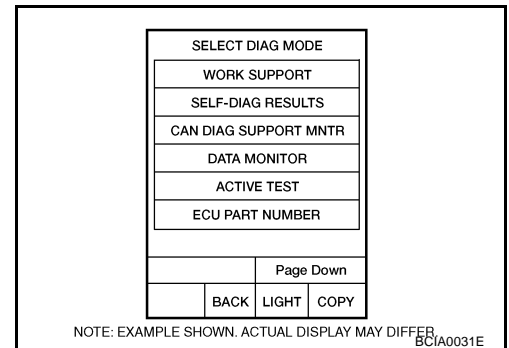 SELECT DIAG MODE
WORK SUPPORT
SELF-DIAG RESULTS
CAN DIAG SUPPORT MNTR
DATA MONITOR
ACTIVE TEST
ECU PART NUMBER
Page Down
BACK LIGHT COPY
NOTE: EXAMPLE SHOWN. ACTUAL DISPLAY MAY DIFFER.
BCIA0031E